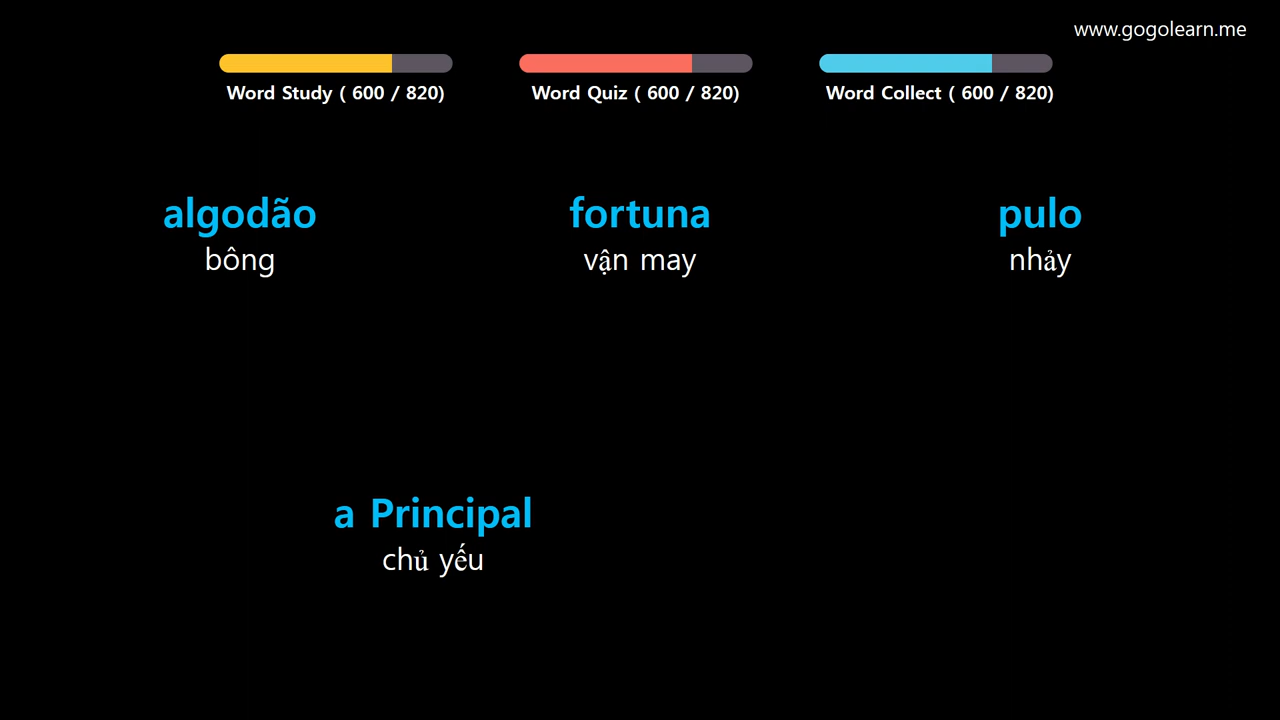 www.gogolearn.me
Word Study ( 600 / 820)
Word Quiz ( 600 / 820)
Word Collect ( 600 / 820)
algodão
bông
fortuna
vận may
pulo
nhảy
a Principal
chủ yếu